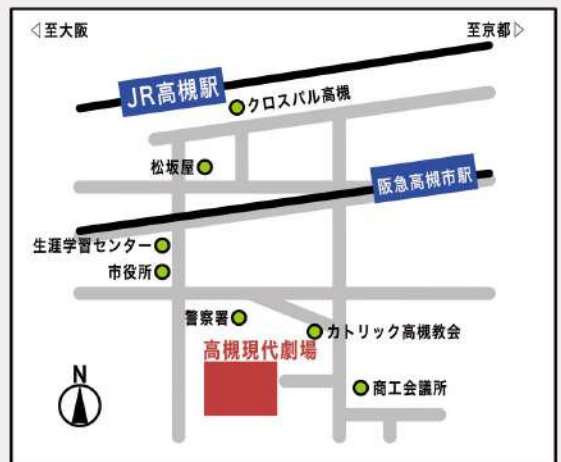 ◁至大阪
至京都▷
JR高槻駅
クロスパル高槻
松坂屋
阪急高槻市駅
生涯学習センター
市役所
警察署
カトリック高槻教会
高槻現代劇場
商工会議所
N